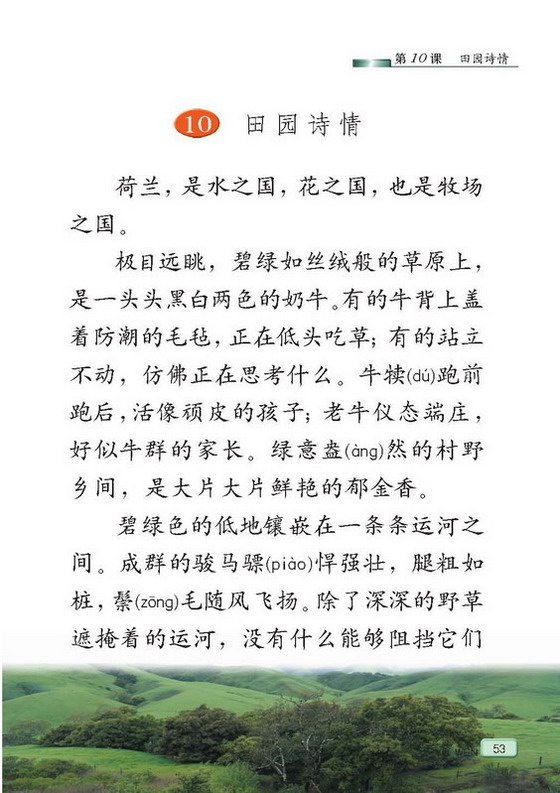 第10课 田园诗情
10 田园诗情
荷兰，是水之国，花之国，也是牧场
之国。
极目远眺，碧绿如丝绒般的草原上，
是一头头黑白两色的奶牛。有的牛背上盖
着防潮的毛毡，正在低头吃草；有的站立
不动，仿佛正在思考什么。牛犊(dú)跑前
跑后，活像顽皮的孩子；老牛仪态端庄，
好似牛群的家长。绿意盎(àng)然的村野
乡间，是大片大片鲜艳的郁金香。
碧绿色的低地镶嵌在一条条运河之
间。成群的骏马骠(piào)悍强壮，腿粗如
桩，鬃(zōng)毛随风飞扬。除了深深的野草
遮掩着的运河，没有什么能够阻挡它们
53